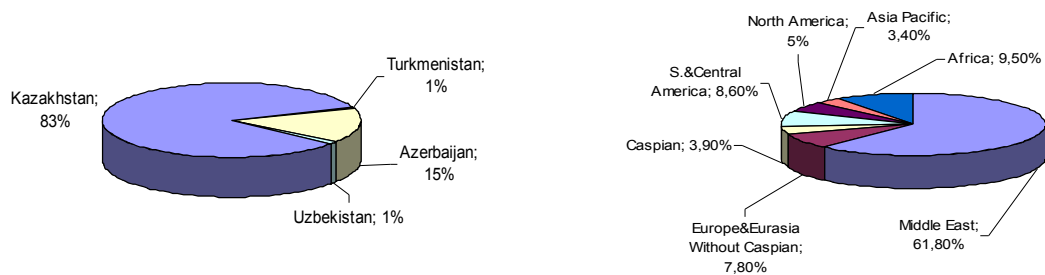 Kazakhstan;
83%
Turkmenistan;
1%
Azerbaijan;
15%
Uzbekistan; 1%
North America;
5%
Asia Pacific;
3,40%
Africa; 9,50%
S.&Central
America; 8,60%
Caspian; 3,90%
Europe&Eurasia
Without Caspian;
7,80%
Middle East;
61,80%